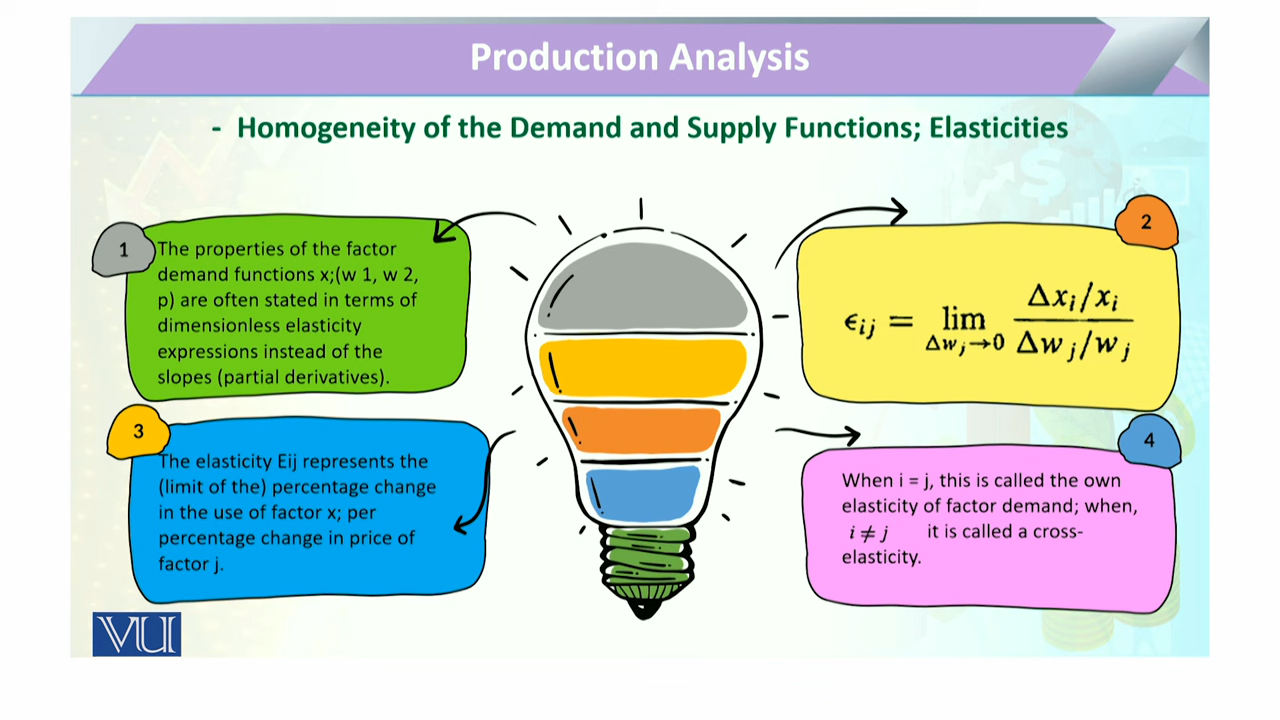 Production Analysis
- Homogeneity of the Demand and Supply Functions; Elasticities
1
The properties of the factor
demand functions x;(w 1, w 2,
p) are often stated in terms of
dimensionless elasticity
expressions instead of the
slopes (partial derivatives).
2
ϵij = lim Δwj→0 Δxi/xi / Δwj/wj
3
The elasticity Eij represents the
(limit of the) percentage change
in the use of factor x; per
percentage change in price of
factor j.
4
When i = j, this is called the own
elasticity of factor demand; when,
i ≠ j it is called a cross-
elasticity.
VU